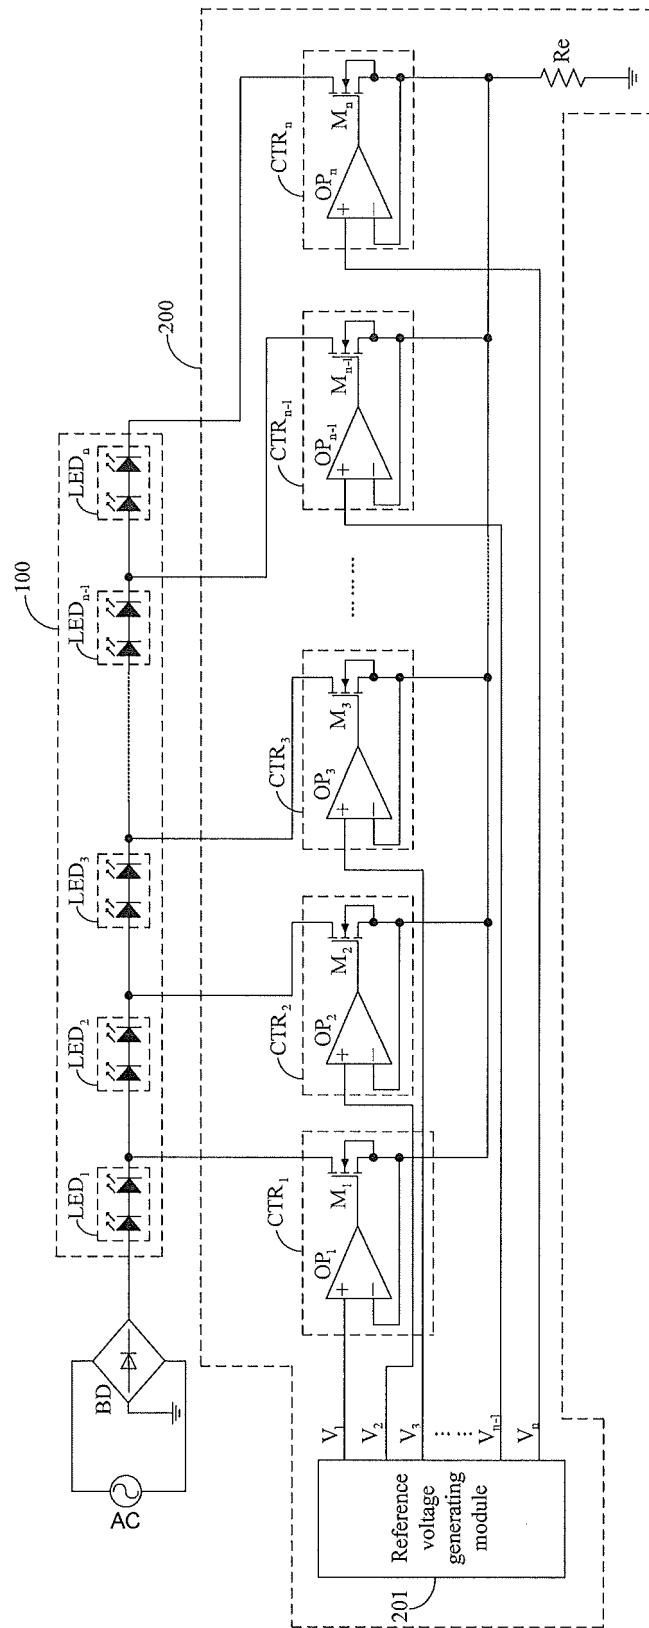 100
LED₁
LED₂
LED₃
LEDₙ₋₁
LEDₙ
AC
BD
200
CTR₁
CTR₂
CTR₃
CTRₙ₋₁
CTRₙ
OP₁
+
−
M₁
OP₂
+
−
M₂
OP₃
+
−
M₃
......
OPₙ₋₁
+
−
Mₙ₋₁
OPₙ
+
−
Mₙ
Re
V₁
V₂
V₃
......
Vₙ₋₁
Vₙ
Reference
voltage
generating
module
201